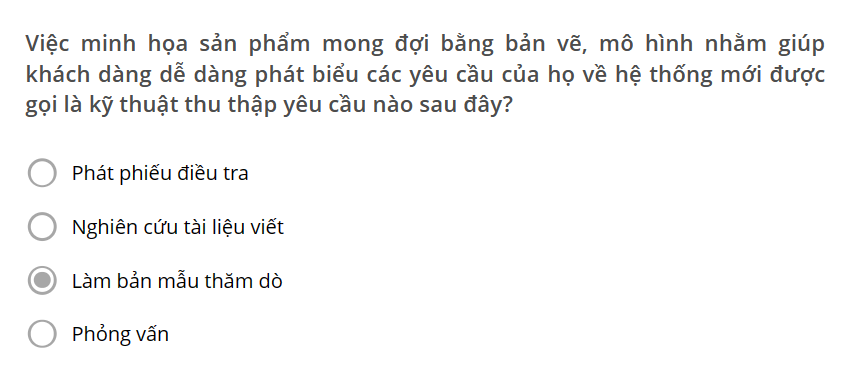 Việc minh họa sản phẩm mong đợi bằng bản vẽ, mô hình nhằm giúp
khách dàng dễ dàng phát biểu các yêu cầu của họ về hệ thống mới được
gọi là kỹ thuật thu thập yêu cầu nào sau đây?
Phát phiếu điều tra
Nghiên cứu tài liệu viết
Làm bản mẫu thăm dò
Phỏng vấn